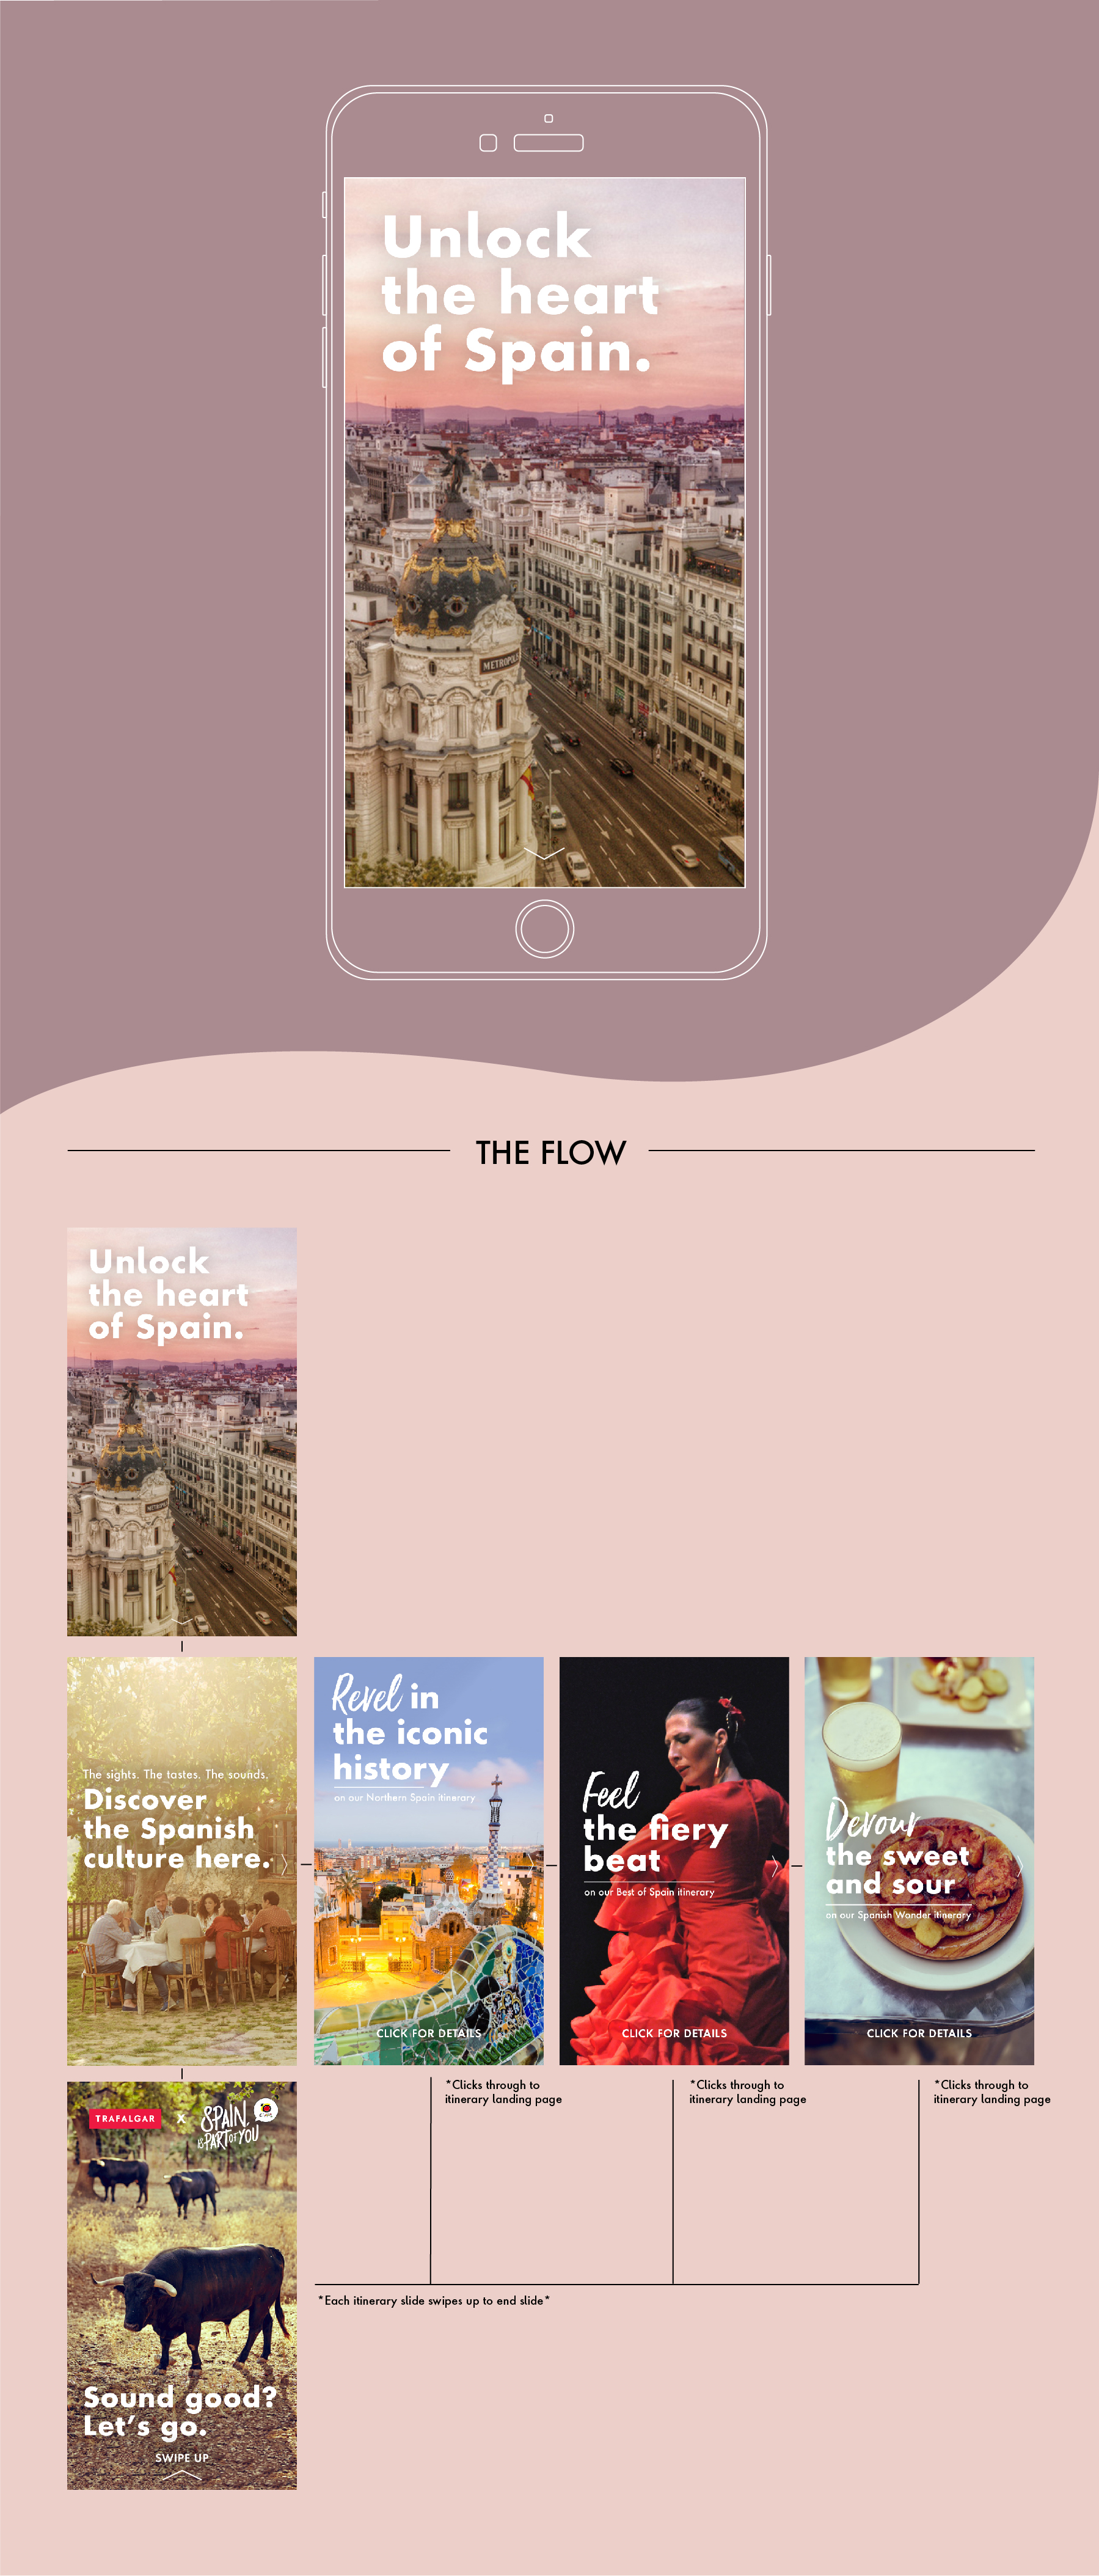 Unlock
the heart
of Spain.
METROPOLIS
THE FLOW
Unlock
the heart
of Spain.
METROPOLIS
The sights. The tastes. The sounds.
Discover
the Spanish
culture here.
Revel in
the iconic
history
on our Northern Spain itinerary
CLICK FOR DETAILS
Feel
the fiery
beat
on our Best of Spain itinerary
CLICK FOR DETAILS
Devour
the sweet
and sour
on our Spanish Wonder itinerary
CLICK FOR DETAILS
*Clicks through to
itinerary landing page
*Clicks through to
itinerary landing page
*Clicks through to
itinerary landing page
TRAFALGAR X SPAIN
IS PART OF YOU
Sound good?
Let's go.
SWIPE UP
*Each itinerary slide swipes up to end slide*